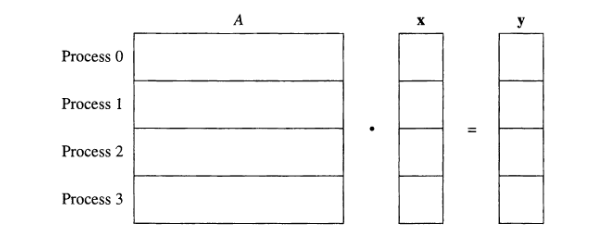 A x y
Process 0
Process 1
• =
Process 2
Process 3